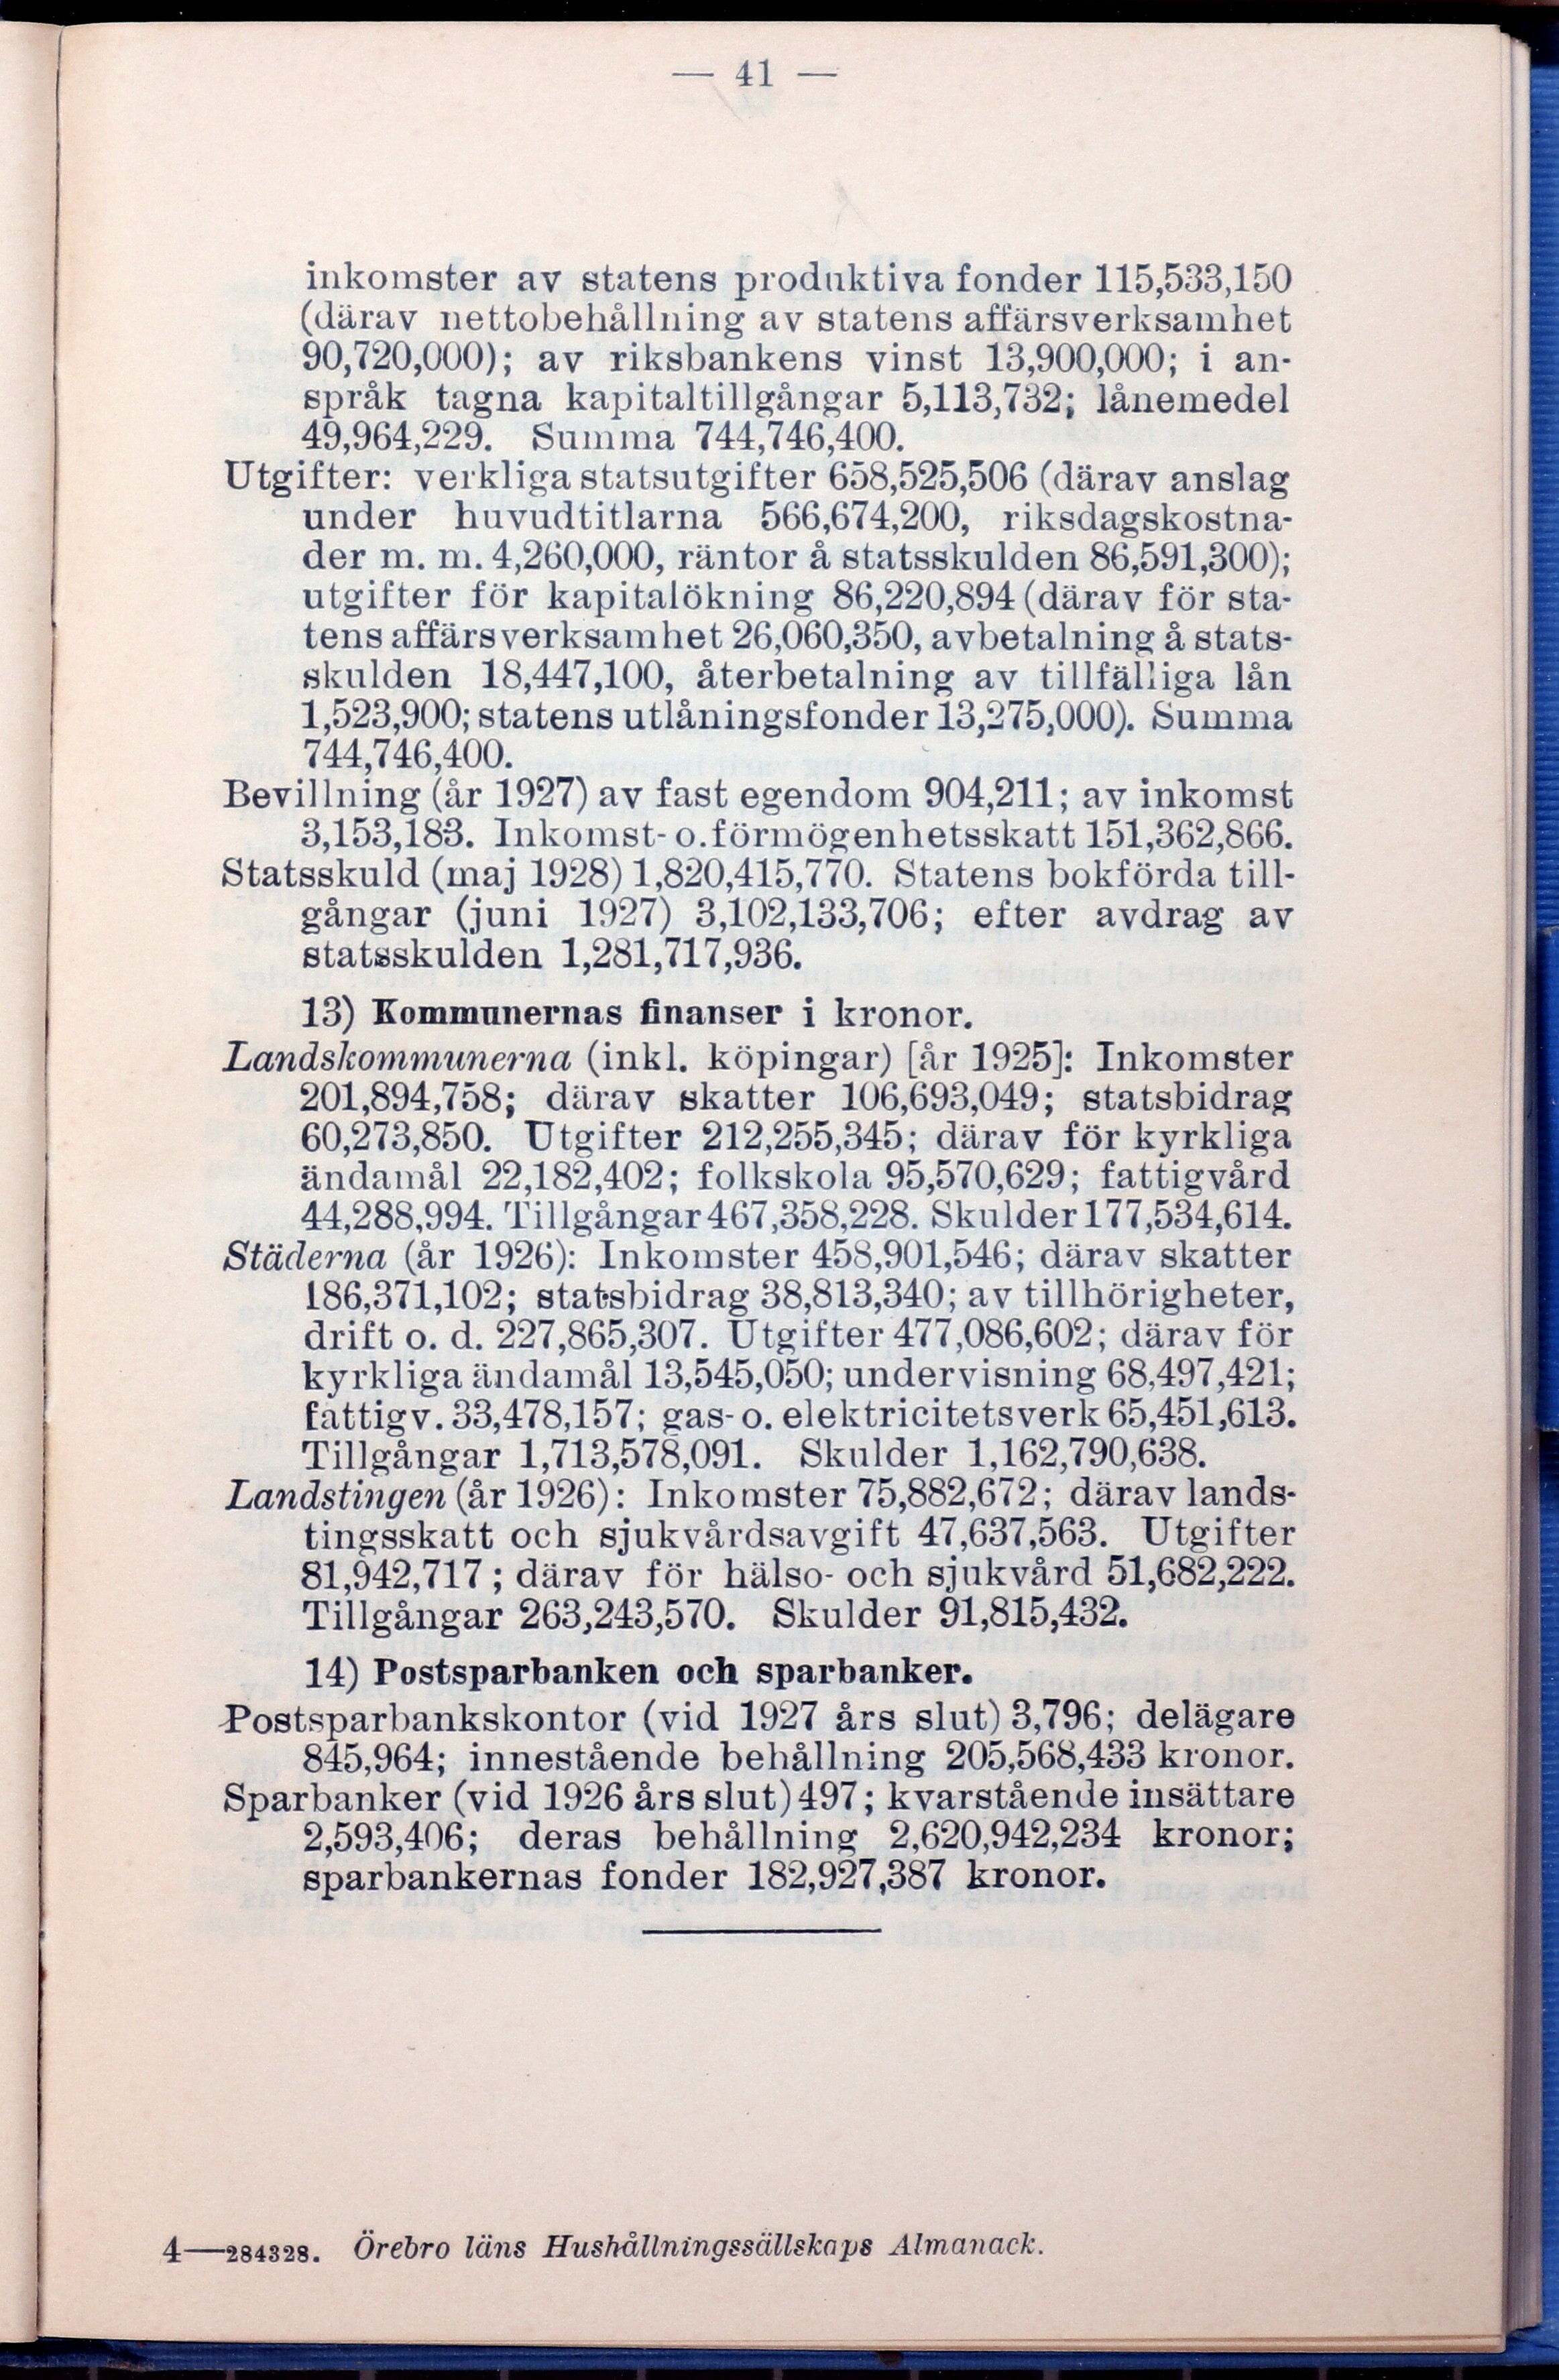 — 41 —
inkomster av statens produktiva fonder 115,533,150
(därav nettobehållning av statens affärsverksamhet
90,720,000); av riksbankens vinst 13,900,000; i an-
språk tagna kapitaltillgångar 5,113,732; lånemedel
49,964,229. Summa 744,746,400.
Utgifter: verkliga statsutgifter 658,525,506 (därav anslag
under huvudtitlarna 566,674,200, riksdagskostna-
der m. m. 4,260,000, räntor å statsskulden 86,591,300);
utgifter för kapitalökning 86,220,894 (därav för sta-
tens affärsverksamhet 26,060,350, avbetalning å stats-
skulden 18,447,100, återbetalning av tillfälliga lån
1,523,900; statens utlåningsfonder 13,275,000). Summa
744,746,400.
Bevillning (år 1927) av fast egendom 904,211; av inkomst
3,153,183. Inkomst- o. förmögenhetsskatt 151,362,866.
Statsskuld (maj 1928) 1,820,415,770. Statens bokförda till-
gångar (juni 1927) 3,102,133,706; efter avdrag av
statsskulden 1,281,717,936.
13) Kommunernas finanser i kronor.
Landskommunerna (inkl. köpingar) [år 1925]: Inkomster
201,894,758; därav skatter 106,693,049; statsbidrag
60,273,850. Utgifter 212,255,345; därav för kyrkliga
ändamål 22,182,402; folkskola 95,570,629; fattigvård
44,288,994. Tillgångar 467,358,228. Skulder 177,534,614.
Städerna (år 1926): Inkomster 458,901,546; därav skatter
186,371,102; statsbidrag 38,813,340; av tillhörigheter,
drift o. d. 227,865,307. Utgifter 477,086,602; därav för
kyrkliga ändamål 13,545,050; undervisning 68,497,421;
fattigv. 33,478,157; gas- o. elektricitetsverk 65,451,613.
Tillgångar 1,713,578,091. Skulder 1,162,790,638.
Landstingen (år 1926): Inkomster 75,882,672; därav lands-
tingsskatt och sjukvårdsavgift 47,637,563. Utgifter
81,942,717; därav för hälso- och sjukvård 51,682,222.
Tillgångar 263,243,570. Skulder 91,815,432.
14) Postsparbanken och sparbanker.
Postsparbankskontor (vid 1927 års slut) 3,796; delägare
845,964; innestående behållning 205,568,433 kronor.
Sparbanker (vid 1926 års slut) 497; kvarstående insättare
2,593,406; deras behållning 2,620,942,234 kronor;
sparbankernas fonder 182,927,387 kronor.
4—284328. Örebro läns Hushållningssällskaps Almanack.